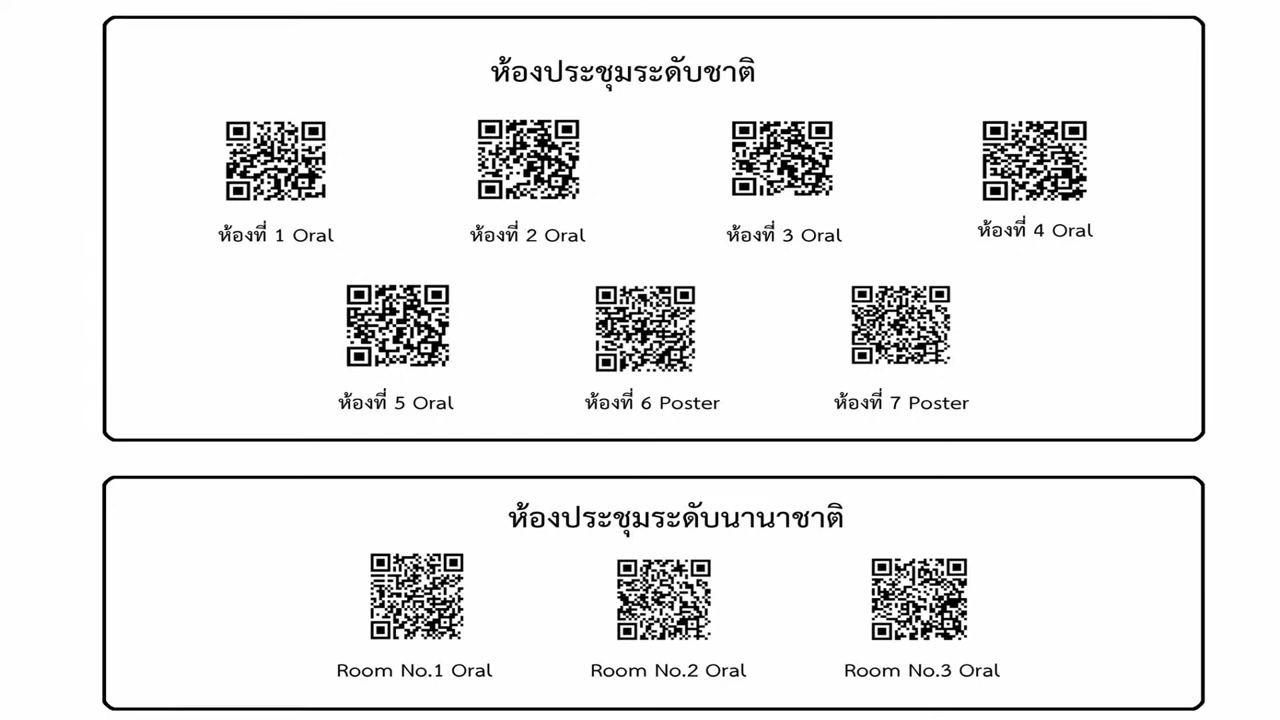 ห้องประชุมระดับชาติ
ห้องที่ 1 Oral
ห้องที่ 2 Oral
ห้องที่ 3 Oral
ห้องที่ 4 Oral
ห้องที่ 5 Oral
ห้องที่ 6 Poster
ห้องที่ 7 Poster
ห้องประชุมระดับนานาชาติ
Room No.1 Oral
Room No.2 Oral
Room No.3 Oral